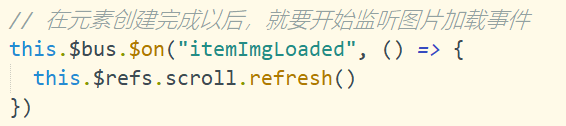 // 在元素创建完成以后，就要开始监听图片加载事件
this.$bus.$on("itemImgLoaded", () => {
  this.$refs.scroll.refresh()
})